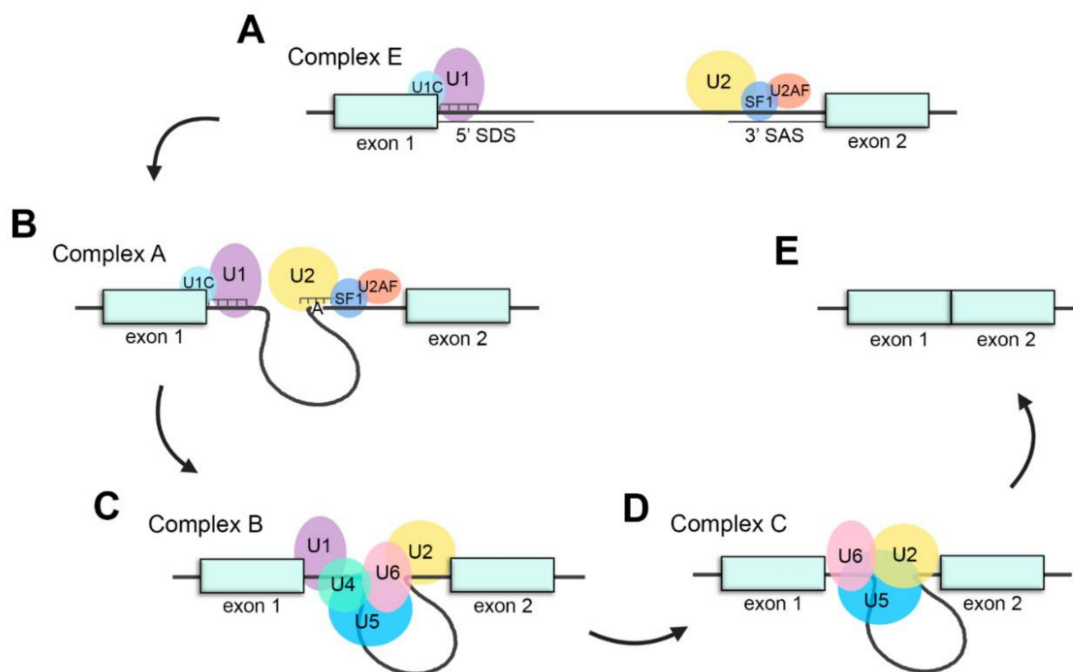 A
Complex E
U1C
U1
U2
SF1
U2AF
exon 1
5' SDS
3' SAS
exon 2
B
Complex A
U1C
U1
U2
A
SF1
U2AF
exon 1
exon 2
E
exon 1
exon 2
C
Complex B
U1
U4
U5
U6
U2
exon 1
exon 2
D
Complex C
U6
U5
U2
exon 1
exon 2